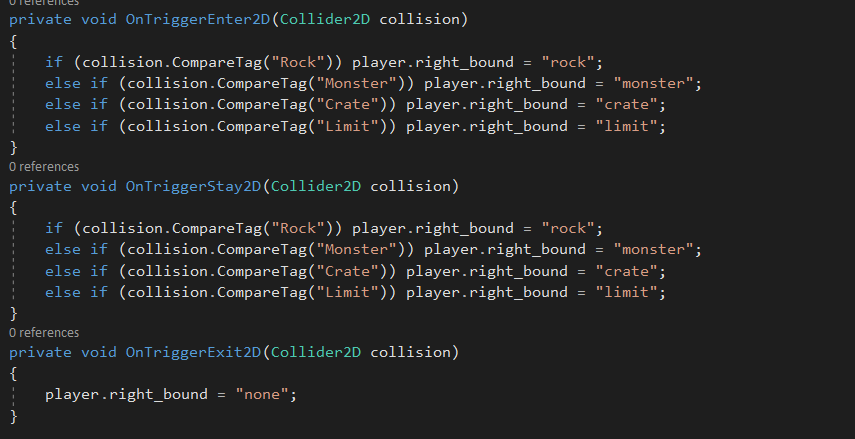 0 references
private void OnTriggerEnter2D(Collider2D collision)
{
if (collision.CompareTag("Rock")) player.right_bound = "rock";
else if (collision.CompareTag("Monster")) player.right_bound = "monster";
else if (collision.CompareTag("Crate")) player.right_bound = "crate";
else if (collision.CompareTag("Limit")) player.right_bound = "limit";
}
0 references
private void OnTriggerStay2D(Collider2D collision)
{
if (collision.CompareTag("Rock")) player.right_bound = "rock";
else if (collision.CompareTag("Monster")) player.right_bound = "monster";
else if (collision.CompareTag("Crate")) player.right_bound = "crate";
else if (collision.CompareTag("Limit")) player.right_bound = "limit";
}
0 references
private void OnTriggerExit2D(Collider2D collision)
{
player.right_bound = "none";
}